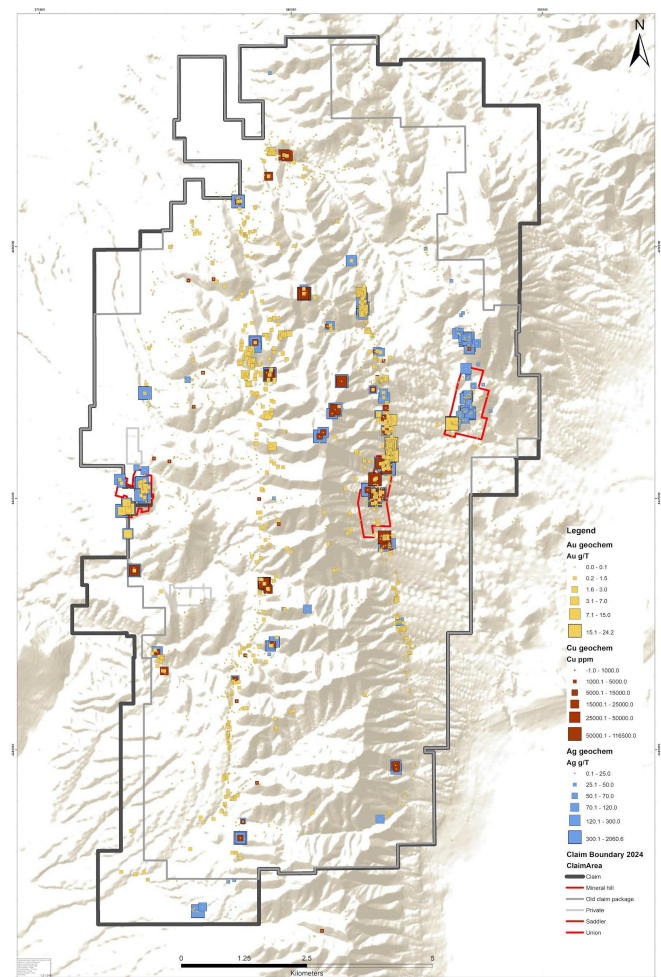 N
Legend
Au geochem
Au g/T
0.0 - 0.1
0.2 - 1.5
1.6 - 3.0
3.1 - 7.0
7.1 - 15.0
15.1 - 24.2
Cu geochem
Cu ppm
-1.0 - 1000.0
1000.1 - 5000.0
5000.1 - 15000.0
15000.1 - 25000.0
25000.1 - 50000.0
50000.1 - 116500.0
Ag geochem
Ag g/T
0.1 - 25.0
25.1 - 50.0
50.1 - 70.0
70.1 - 120.0
120.1 - 300.0
300.1 - 2060.6
Claim Boundary 2024
ClaimArea
Claim
Mineral hill
Old claim package
Private
Saddler
Union
0 1.25 2.5 5
Kilometers